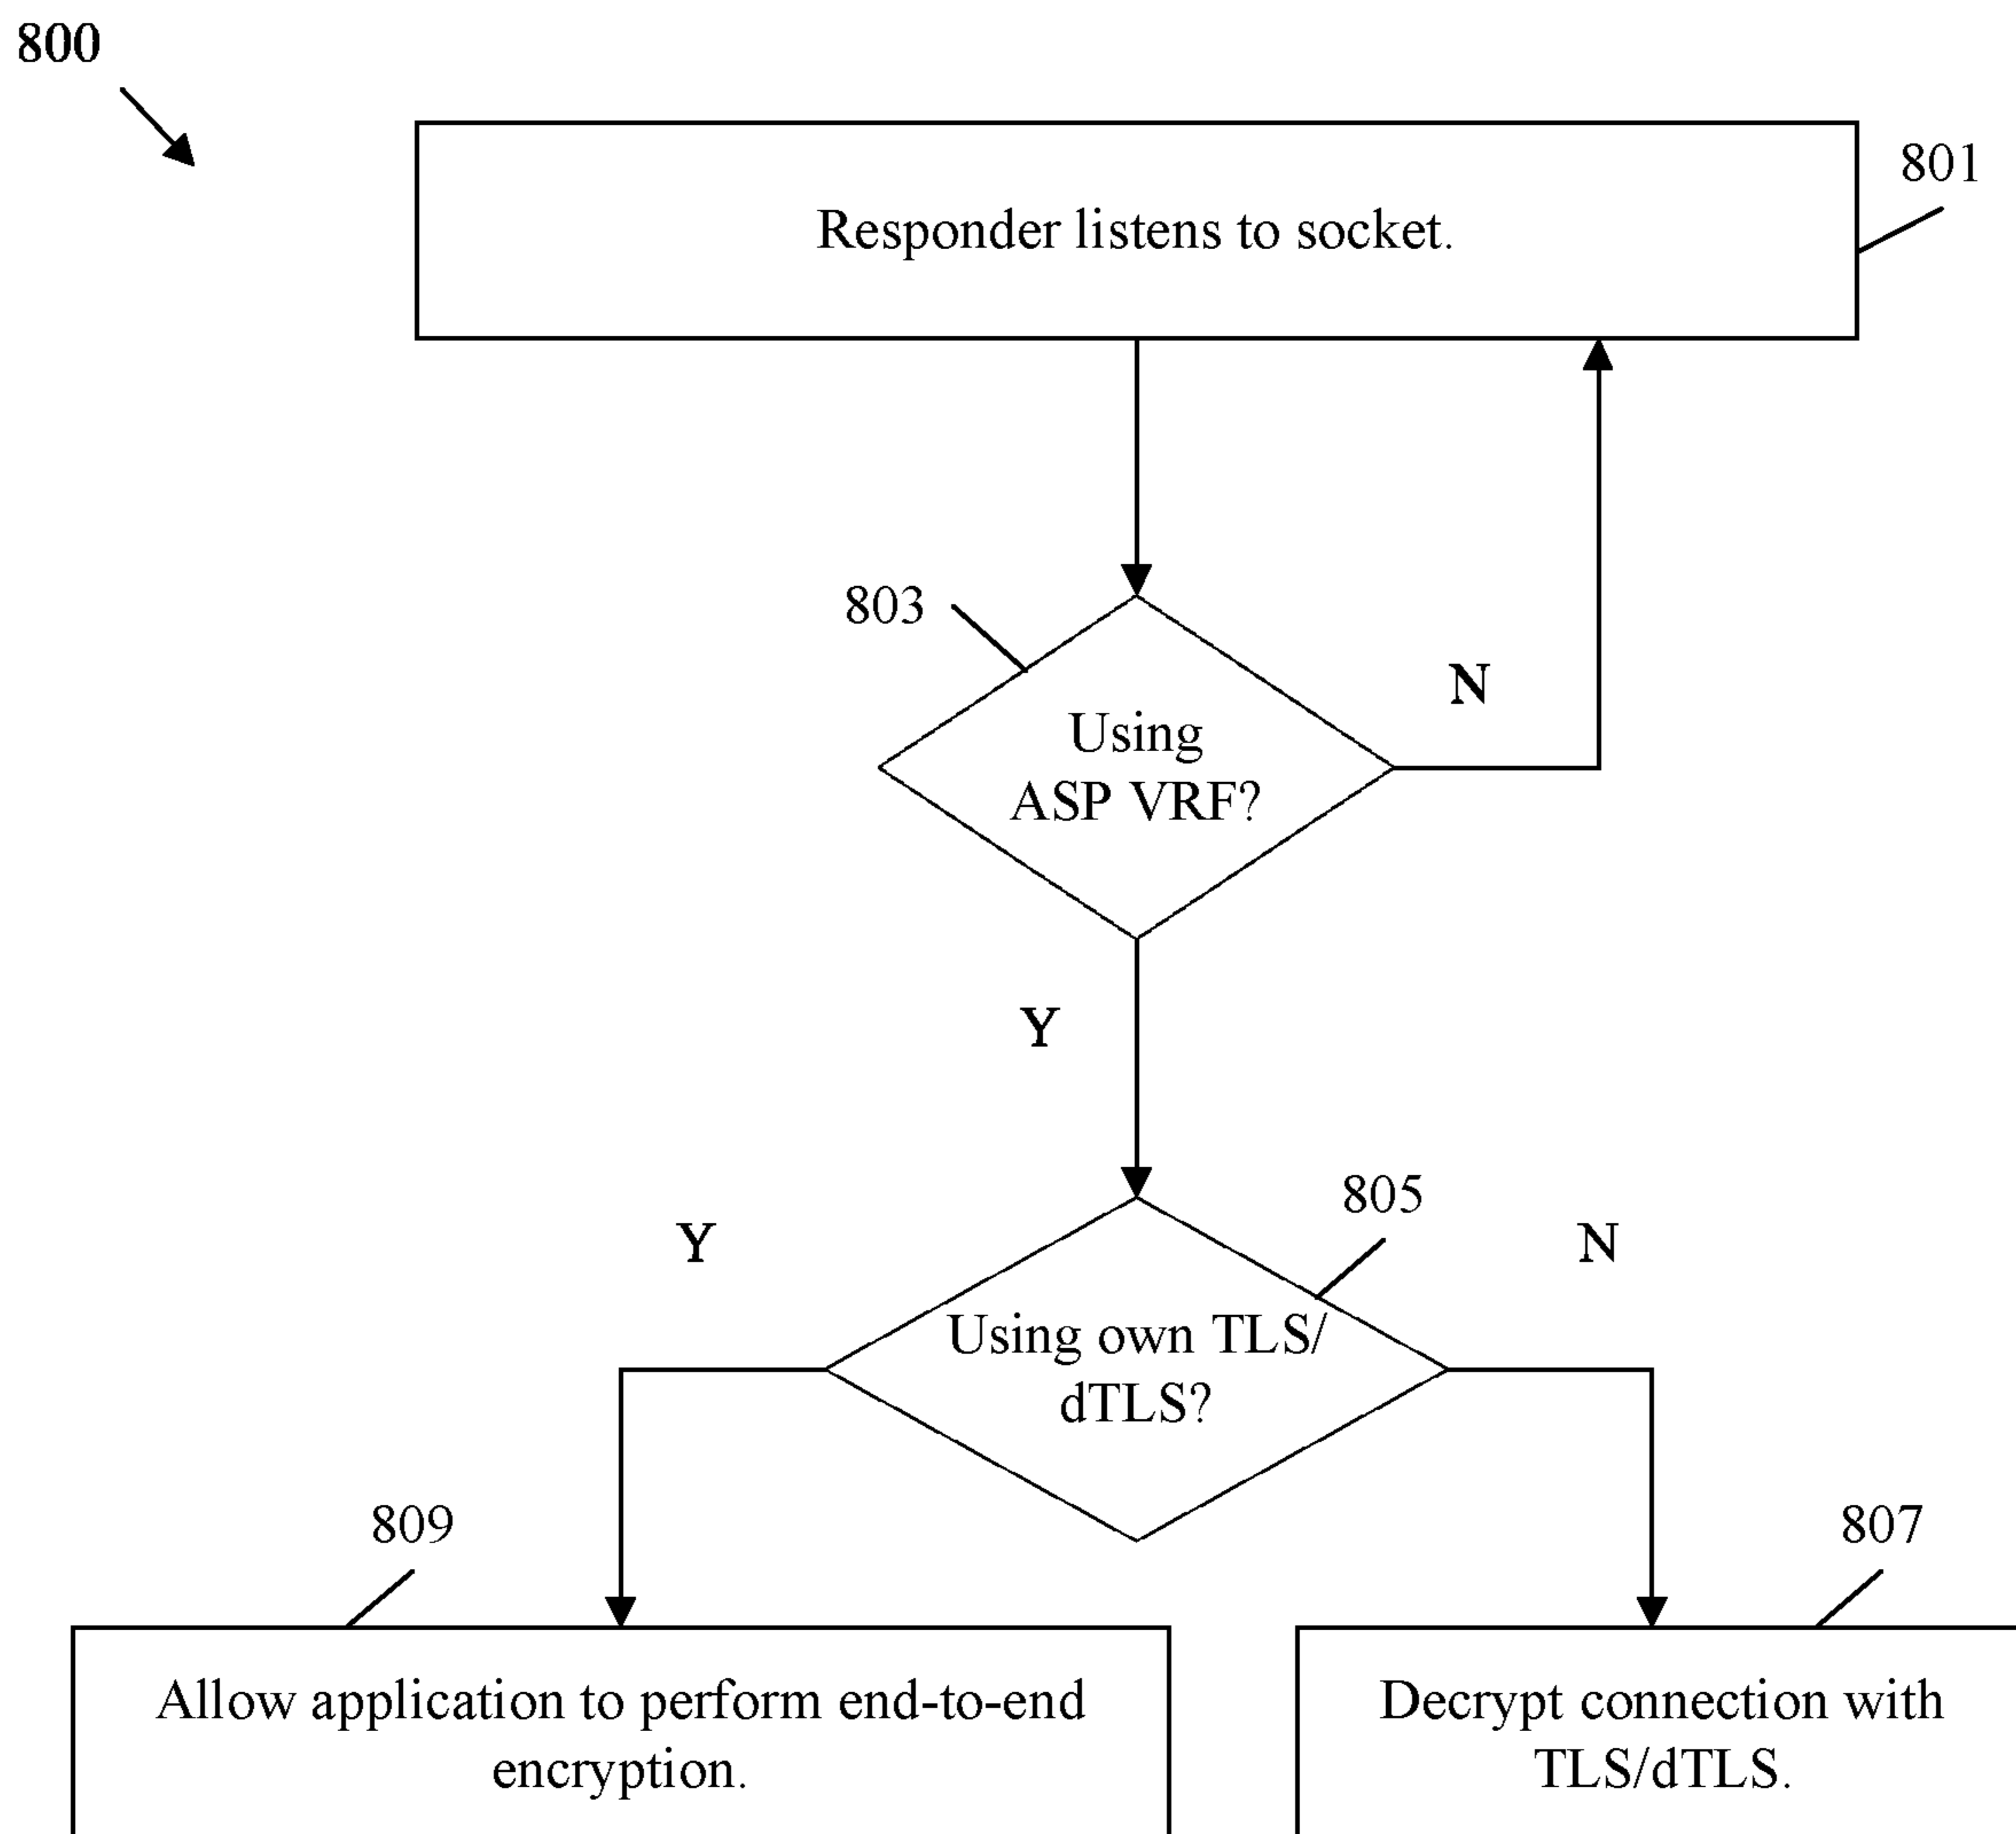 800
801
Responder listens to socket.
803
N
Using
ASP VRF?
Y
805
Y
N
Using own TLS/
dTLS?
809
807
Allow application to perform end-to-end
encryption.
Decrypt connection with
TLS/dTLS.